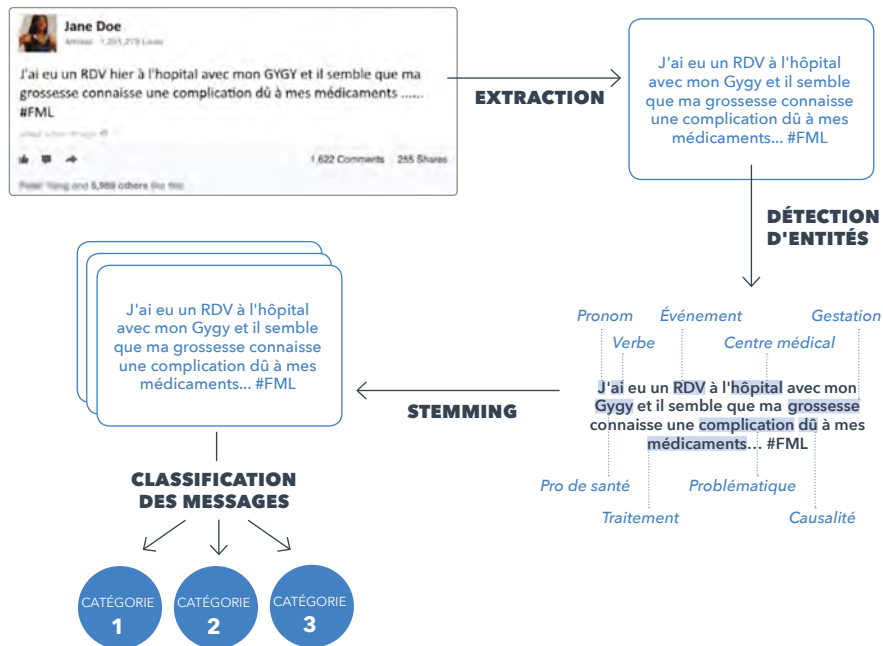 Jane Doe
1,622 Comments 255 Shares
J'ai eu un RDV hier à l'hopital avec mon GYGY et il semble que ma
grossesse connaisse une complication dû à mes médicaments ......
#FML
5,569 others like this
EXTRACTION
J'ai eu un RDV à l'hôpital
avec mon Gygy et il semble
que ma grossesse connaisse
une complication dû à mes
médicaments... #FML
DÉTECTION
D'ENTITÉS
Pronom Événement Gestation
Verbe Centre médical
J'ai eu un RDV à l'hôpital avec mon
Gygy et il semble que ma grossesse
connaisse une complication dû à mes
médicaments... #FML
Pro de santé Problématique
Traitement Causalité
STEMMING
J'ai eu un RDV à l'hôpital
avec mon Gygy et il semble
que ma grossesse connaisse
une complication dû à mes
médicaments... #FML
CLASSIFICATION
DES MESSAGES
CATÉGORIE
1
CATÉGORIE
2
CATÉGORIE
3